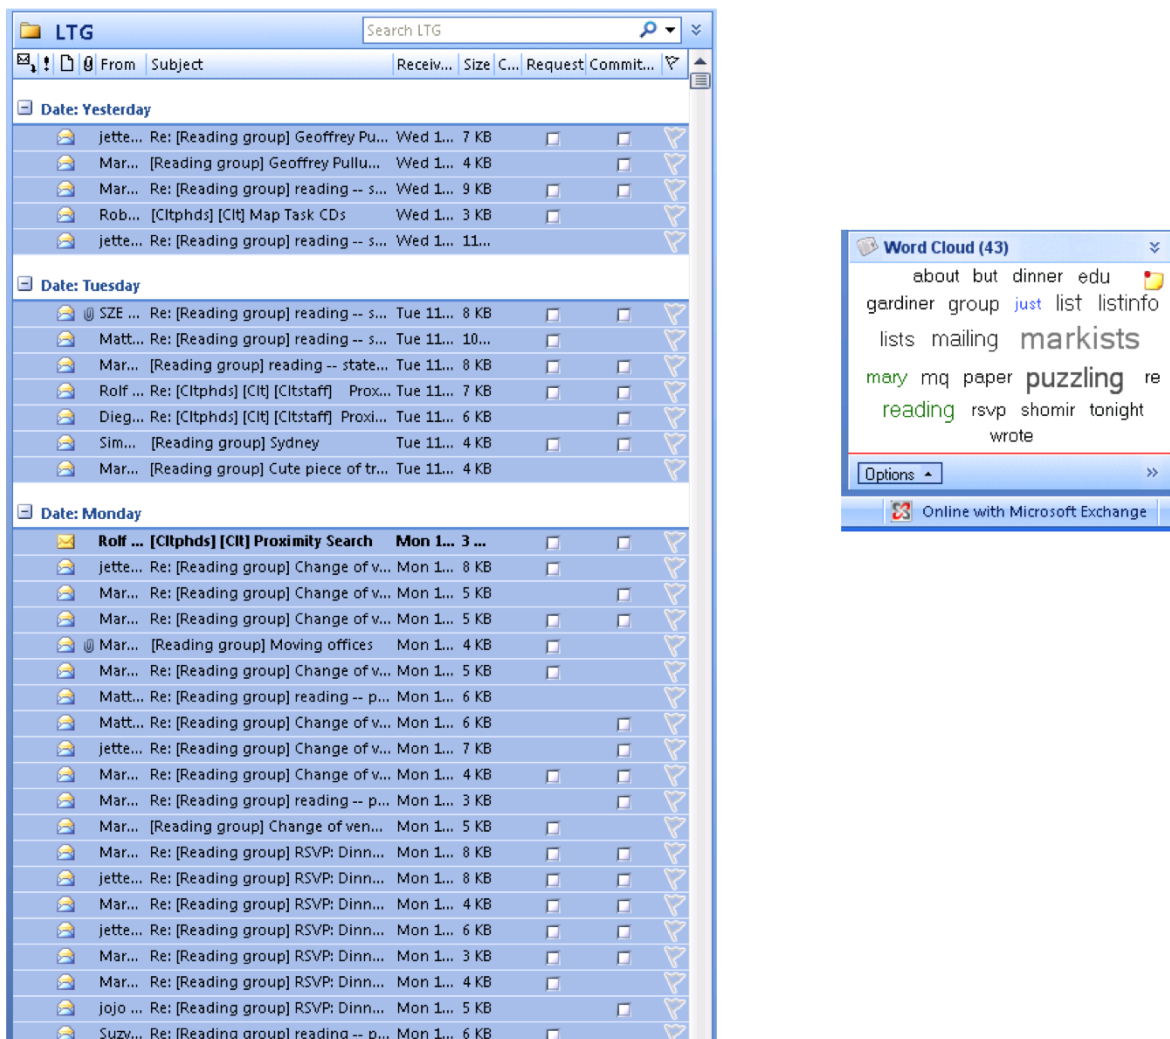 LTG Search LTG
From Subject Receiv... Size C... Request Commit...
Date: Yesterday
jette... Re: [Reading group] Geoffrey Pu... Wed 1... 7 KB
Mar... [Reading group] Geoffrey Pullu... Wed 1... 4 KB
Mar... Re: [Reading group] reading -- s... Wed 1... 9 KB
Rob... [Cltphds] [Clt] Map Task CDs Wed 1... 3 KB
jette... Re: [Reading group] reading -- s... Wed 1... 11...
Date: Tuesday
SZE ... Re: [Reading group] reading -- s... Tue 11... 8 KB
Matt... Re: [Reading group] reading -- s... Tue 11... 10...
Mar... [Reading group] reading -- state... Tue 11... 8 KB
Rolf ... Re: [Cltphds] [Clt] [Cltstaff] Prox... Tue 11... 7 KB
Dieg... Re: [Cltphds] [Clt] [Cltstaff] Proxi... Tue 11... 6 KB
Sim... [Reading group] Sydney Tue 11... 4 KB
Mar... [Reading group] Cute piece of tr... Tue 11... 4 KB
Date: Monday
Rolf ... [Cltphds] [Clt] Proximity Search Mon 1... 3 ...
jette... Re: [Reading group] Change of v... Mon 1... 8 KB
Mar... Re: [Reading group] Change of v... Mon 1... 5 KB
Mar... Re: [Reading group] Change of v... Mon 1... 5 KB
Mar... [Reading group] Moving offices Mon 1... 4 KB
Mar... Re: [Reading group] Change of v... Mon 1... 5 KB
Matt... Re: [Reading group] reading -- p... Mon 1... 6 KB
Matt... Re: [Reading group] Change of v... Mon 1... 6 KB
jette... Re: [Reading group] Change of v... Mon 1... 7 KB
Mar... Re: [Reading group] Change of v... Mon 1... 4 KB
Mar... Re: [Reading group] reading -- p... Mon 1... 3 KB
Mar... [Reading group] Change of ven... Mon 1... 5 KB
Mar... Re: [Reading group] RSVP: Dinn... Mon 1... 8 KB
jette... Re: [Reading group] RSVP: Dinn... Mon 1... 8 KB
Mar... Re: [Reading group] RSVP: Dinn... Mon 1... 4 KB
jette... Re: [Reading group] RSVP: Dinn... Mon 1... 6 KB
Mar... Re: [Reading group] RSVP: Dinn... Mon 1... 3 KB
Mar... Re: [Reading group] RSVP: Dinn... Mon 1... 4 KB
jojo ... Re: [Reading group] RSVP: Dinn... Mon 1... 5 KB
Suzy... Re: [Reading group] reading -- p... Mon 1... 6 KB
Word Cloud (43)
about but dinner edu
gardiner group just list listinfo
lists mailing markists
mary mq paper puzzling re
reading rsvp shomir tonight
wrote
Options
Online with Microsoft Exchange